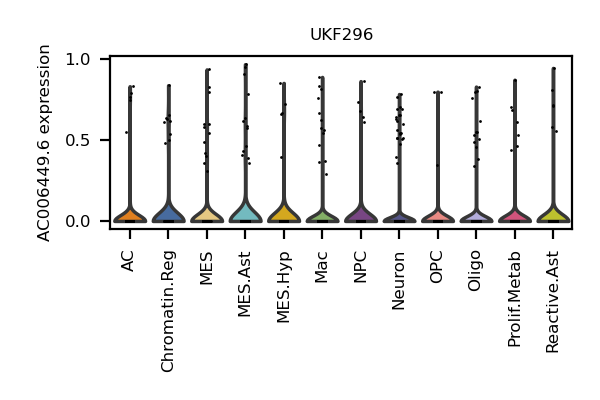 UKF296
AC006449.6 expression
1.0
0.5
0.0
AC
Chromatin.Reg
MES
MES.Ast
MES.Hyp
Mac
NPC
Neuron
OPC
Oligo
Prolif.Metab
Reactive.Ast